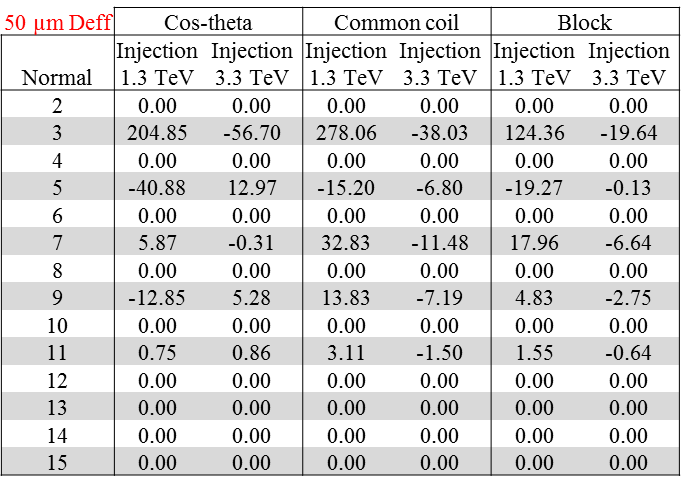 50 µm Deff Cos-theta Common coil Block
Injection Injection Injection Injection Injection Injection
Normal 1.3 TeV 3.3 TeV 1.3 TeV 3.3 TeV 1.3 TeV 3.3 TeV
2 0.00 0.00 0.00 0.00 0.00 0.00
3 204.85 -56.70 278.06 -38.03 124.36 -19.64
4 0.00 0.00 0.00 0.00 0.00 0.00
5 -40.88 12.97 -15.20 -6.80 -19.27 -0.13
6 0.00 0.00 0.00 0.00 0.00 0.00
7 5.87 -0.31 32.83 -11.48 17.96 -6.64
8 0.00 0.00 0.00 0.00 0.00 0.00
9 -12.85 5.28 13.83 -7.19 4.83 -2.75
10 0.00 0.00 0.00 0.00 0.00 0.00
11 0.75 0.86 3.11 -1.50 1.55 -0.64
12 0.00 0.00 0.00 0.00 0.00 0.00
13 0.00 0.00 0.00 0.00 0.00 0.00
14 0.00 0.00 0.00 0.00 0.00 0.00
15 0.00 0.00 0.00 0.00 0.00 0.00